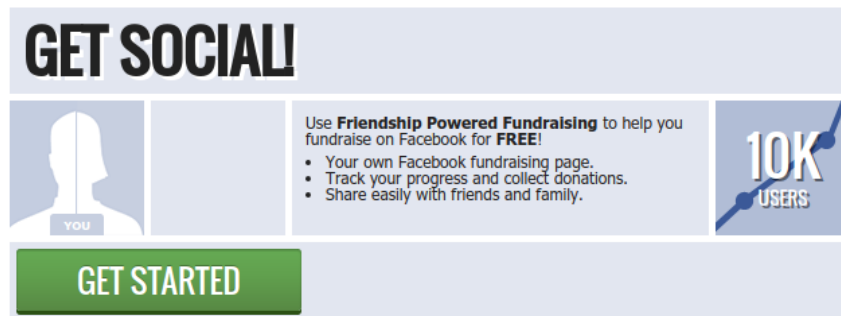 GET SOCIAL!
Use Friendship Powered Fundraising to help you
fundraise on Facebook for FREE!
• Your own Facebook fundraising page.
• Track your progress and collect donations.
• Share easily with friends and family.
10K
USERS
YOU
GET STARTED